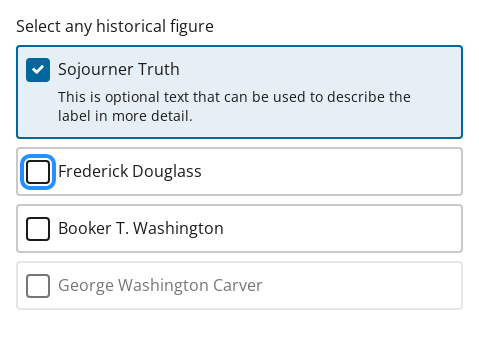 Select any historical figure
Sojourner Truth
This is optional text that can be used to describe the
label in more detail.
Frederick Douglass
Booker T. Washington
George Washington Carver